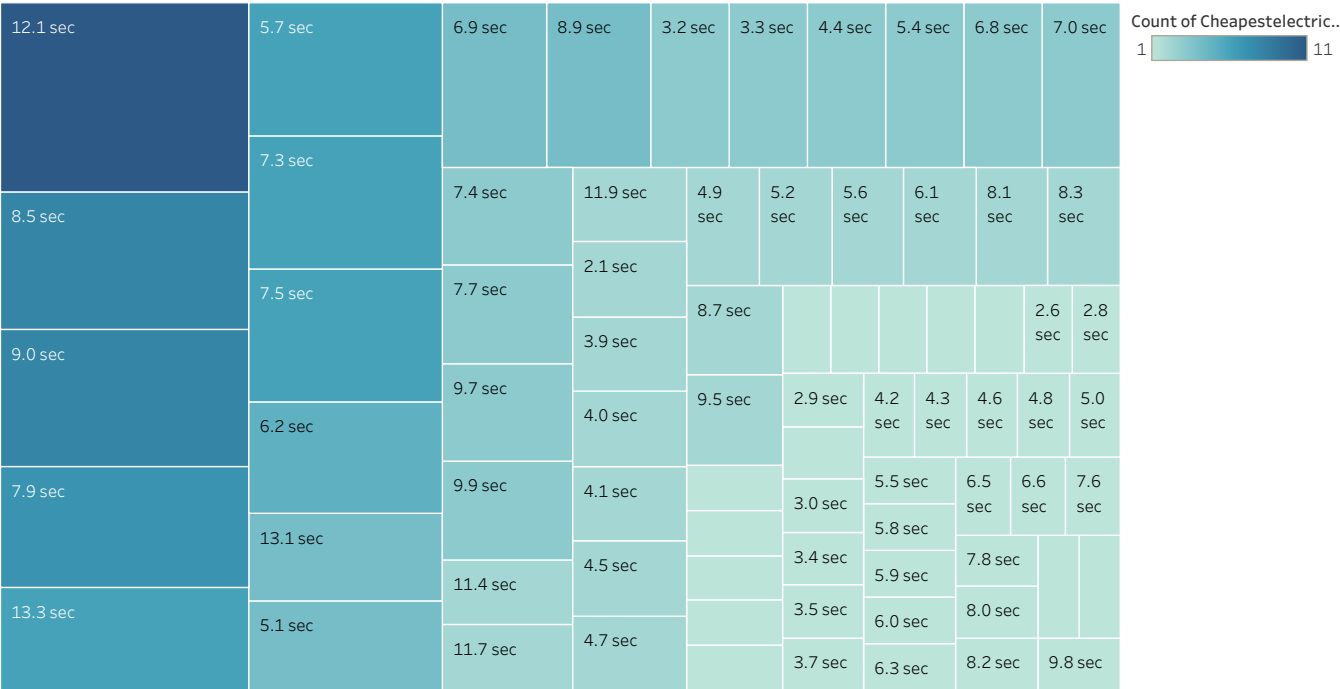 12.1 sec
8.5 sec
9.0 sec
7.9 sec
13.3 sec
5.7 sec
7.3 sec
7.5 sec
6.2 sec
13.1 sec
5.1 sec
6.9 sec
8.9 sec
3.2 sec
3.3 sec
4.4 sec
5.4 sec
6.8 sec
7.0 sec
7.4 sec
7.7 sec
9.7 sec
9.9 sec
11.4 sec
11.7 sec
11.9 sec
2.1 sec
3.9 sec
4.0 sec
4.1 sec
4.5 sec
4.7 sec
4.9
sec
5.2
sec
5.6
sec
6.1
sec
8.1
sec
8.3
sec
8.7 sec
9.5 sec
2.6
sec
2.8
sec
2.9 sec
3.0 sec
3.4 sec
3.5 sec
3.7 sec
4.2
sec
4.3
sec
4.6
sec
4.8
sec
5.0
sec
5.5 sec
5.8 sec
5.9 sec
6.0 sec
6.3 sec
6.5
sec
6.6
sec
7.6
sec
7.8 sec
8.0 sec
8.2 sec
9.8 sec
Count of Cheapestelectric..
1
11